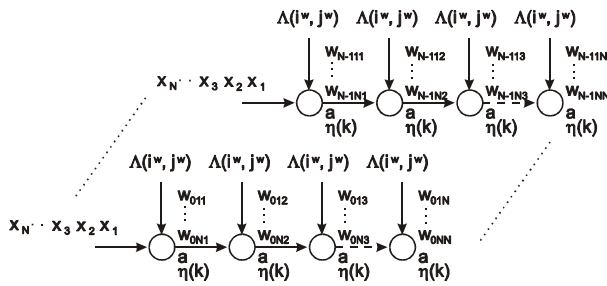 Λ(iʷ, jʷ) Λ(iʷ, jʷ) Λ(iʷ, jʷ) Λ(iʷ, jʷ)
W_N-111 W_N-112 W_N-113 W_N-11N
X_N ·· X_3 X_2 X_1
W_N-1N1 W_N-1N2 W_N-1N3 W_N-1NN
a a a a
η(k) η(k) η(k) η(k)
Λ(iʷ, jʷ) Λ(iʷ, jʷ) Λ(iʷ, jʷ) Λ(iʷ, jʷ)
W_011 W_012 W_013 W_01N
X_N ·· X_3 X_2 X_1
W_0N1 W_0N2 W_0N3 W_0NN
a a a a
η(k) η(k) η(k) η(k)